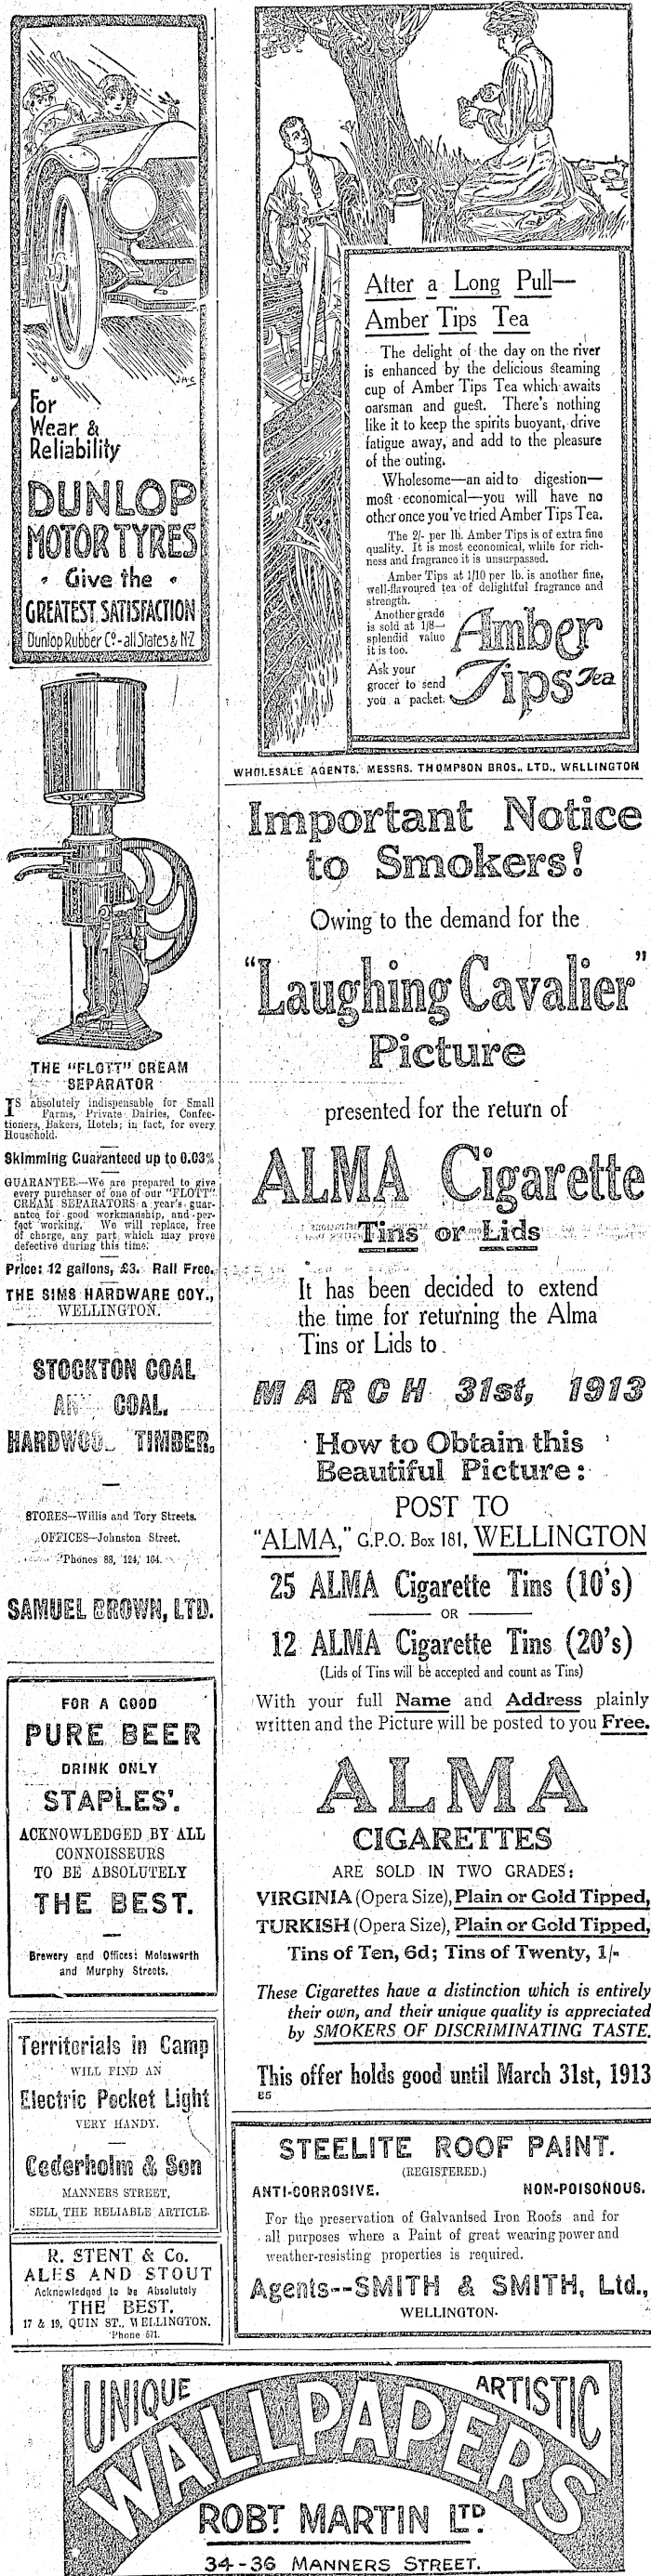 For
Wear &
Reliability
DUNLOP
MOTOR TYRES
Give the
GREATEST SATISFACTION
Dunlop Rubber Co - all States & N-Z
THE "FLOTT" CREAM
SEPARATOR
IS absolutely indispensable for Small
Farms, Private Dairies, Confec-
tioners, Bakers, Hotels; in fact, for every
Household.
Skimming Guaranteed up to 0.03%
GUARANTEE.—We are prepared to give
every purchaser of one of our "FLOTT"
CREAM SEPARATORS a year's guar-
antee for good workmanship, and per-
fect working. We will replace, free
of charge, any part which may prove
defective during this time.
Price: 12 gallons, £3. Rail Free.
THE SIMS HARDWARE COY.,
WELLINGTON.
STOCKTON COAL
COAL.
TIMBER.
STORES—Willis and Tory Streets.
OFFICES—Johnston Street.
'Phones 88, 124, 164.
SAMUEL BROWN, LTD.
FOR A GOOD
PURE BEER
DRINK ONLY
STAPLES'.
ACKNOWLEDGED BY ALL
CONNOISSEURS
TO BE ABSOLUTELY
THE BEST.
Brewery and Offices: Molesworth
and Murphy Streets.
Territorials in Camp
WILL FIND AN
Electric Pocket Light
VERY HANDY.
Cederholm & Son
MANNERS STREET,
SELL THE RELIABLE ARTICLE.
R. STENT & Co.
ALES AND STOUT
Acknowledged to be Absolutely
THE BEST.
17 & 19, QUIN ST., WELLINGTON.
'Phone 671.
After a Long Pull—
Amber Tips Tea
The delight of the day on the river
is enhanced by the delicious steaming
cup of Amber Tips Tea which awaits
oarsman and guest. There's nothing
like it to keep the spirits buoyant, drive
fatigue away, and add to the pleasure
of the outing.
Wholesome—an aid to digestion—
most economical—you will have no
other once you've tried Amber Tips Tea.
The 2/- per lb. Amber Tips is of extra fine
quality. It is most economical, while for rich-
ness and fragrance it is unsurpassed.
Amber Tips at 1/10 per lb. is another fine,
well-flavoured tea of delightful fragrance and
strength.
Another grade
is sold at 1/8—
splendid value
it is too.
Ask your
grocer to send
you a packet.
Amber
Tips Tea
WHOLESALE AGENTS. MESSRS. THOMPSON BROS., LTD., WELLINGTON
Important Notice
to Smokers!
Owing to the demand for the
"Laughing Cavalier"
Picture
presented for the return of
ALMA Cigarette
Tins or Lids
It has been decided to extend
the time for returning the Alma
Tins or Lids to
MARCH 31st, 1913
How to Obtain this
Beautiful Picture:
POST TO
"ALMA," G.P.O. Box 181, WELLINGTON
25 ALMA Cigarette Tins (10's)
OR
12 ALMA Cigarette Tins (20's)
(Lids of Tins will be accepted and count as Tins)
With your full Name and Address plainly
written and the Picture will be posted to you Free.
ALMA
CIGARETTES
ARE SOLD IN TWO GRADES:
VIRGINIA (Opera Size), Plain or Gold Tipped,
TURKISH (Opera Size), Plain or Gold Tipped,
Tins of Ten, 6d; Tins of Twenty, 1/-
These Cigarettes have a distinction which is entirely
their own, and their unique quality is appreciated
by SMOKERS OF DISCRIMINATING TASTE.
This offer holds good until March 31st, 1913
STEELITE ROOF PAINT.
(REGISTERED.)
ANTI-CORROSIVE. NON-POISONOUS.
For the preservation of Galvanised Iron Roofs and for
all purposes where a Paint of great wearing power and
weather-resisting properties is required.
Agents--SMITH & SMITH, Ltd.,
WELLINGTON.
UNIQUE ARTISTIC
WALLPAPERS
ROBT MARTIN LTD.
34-36 MANNERS STREET.